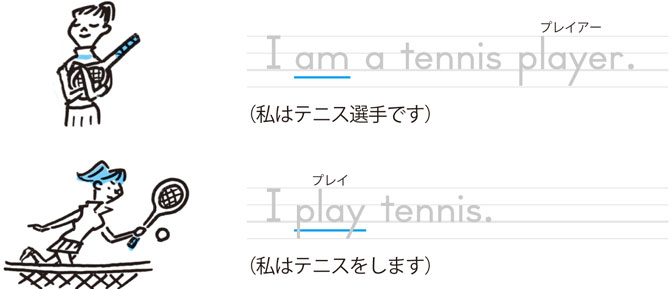 プレイアー
I am a tennis player.
（私はテニス選手です）
プレイ
I play tennis.
（私はテニスをします）